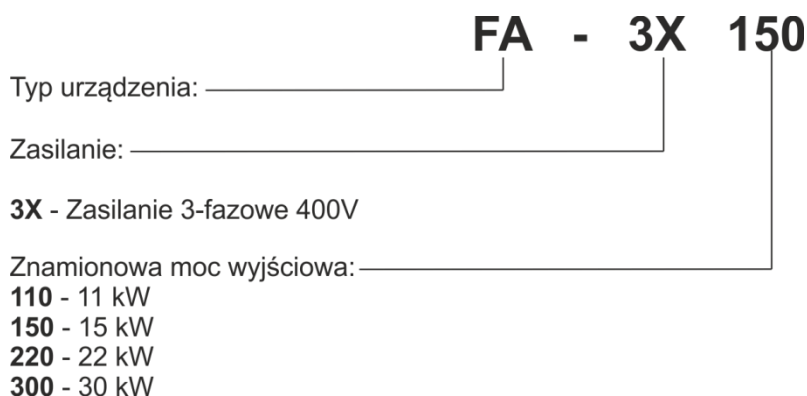 FA - 3X 150
Typ urządzenia:
Zasilanie:
3X - Zasilanie 3-fazowe 400V
Znamionowa moc wyjściowa:
110 - 11 kW
150 - 15 kW
220 - 22 kW
300 - 30 kW